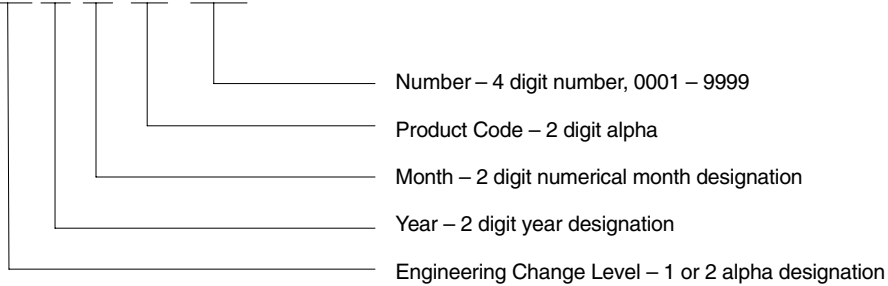 Number – 4 digit number, 0001 – 9999
Product Code – 2 digit alpha
Month – 2 digit numerical month designation
Year – 2 digit year designation
Engineering Change Level – 1 or 2 alpha designation